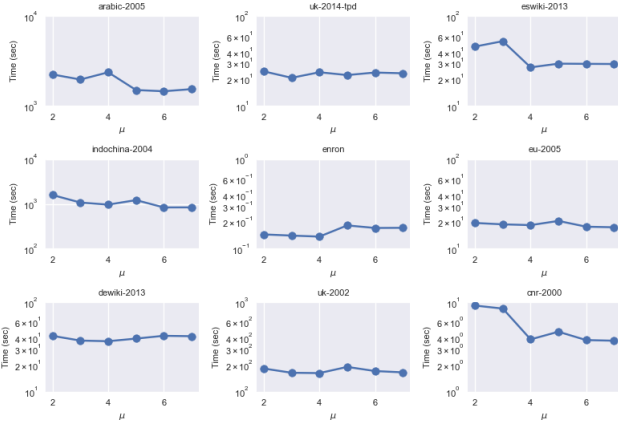 arabic-2005
Time (sec)
10⁴
10³
2 4 6
μ
uk-2014-tpd
Time (sec)
10²
6 × 10¹
4 × 10¹
3 × 10¹
2 × 10¹
10¹
2 4 6
μ
eswiki-2013
Time (sec)
10²
6 × 10¹
4 × 10¹
3 × 10¹
2 × 10¹
10¹
2 4 6
μ
indochina-2004
Time (sec)
10⁴
10³
10²
2 4 6
μ
enron
Time (sec)
10⁰
6 × 10⁻¹
4 × 10⁻¹
3 × 10⁻¹
2 × 10⁻¹
10⁻¹
2 4 6
μ
eu-2005
Time (sec)
10²
6 × 10¹
4 × 10¹
3 × 10¹
2 × 10¹
10¹
2 4 6
μ
dewiki-2013
Time (sec)
10²
6 × 10¹
4 × 10¹
3 × 10¹
2 × 10¹
10¹
2 4 6
μ
uk-2002
Time (sec)
10³
6 × 10²
4 × 10²
3 × 10²
2 × 10²
10²
2 4 6
μ
cnr-2000
Time (sec)
10¹
6 × 10⁰
4 × 10⁰
3 × 10⁰
2 × 10⁰
10⁰
2 4 6
μ